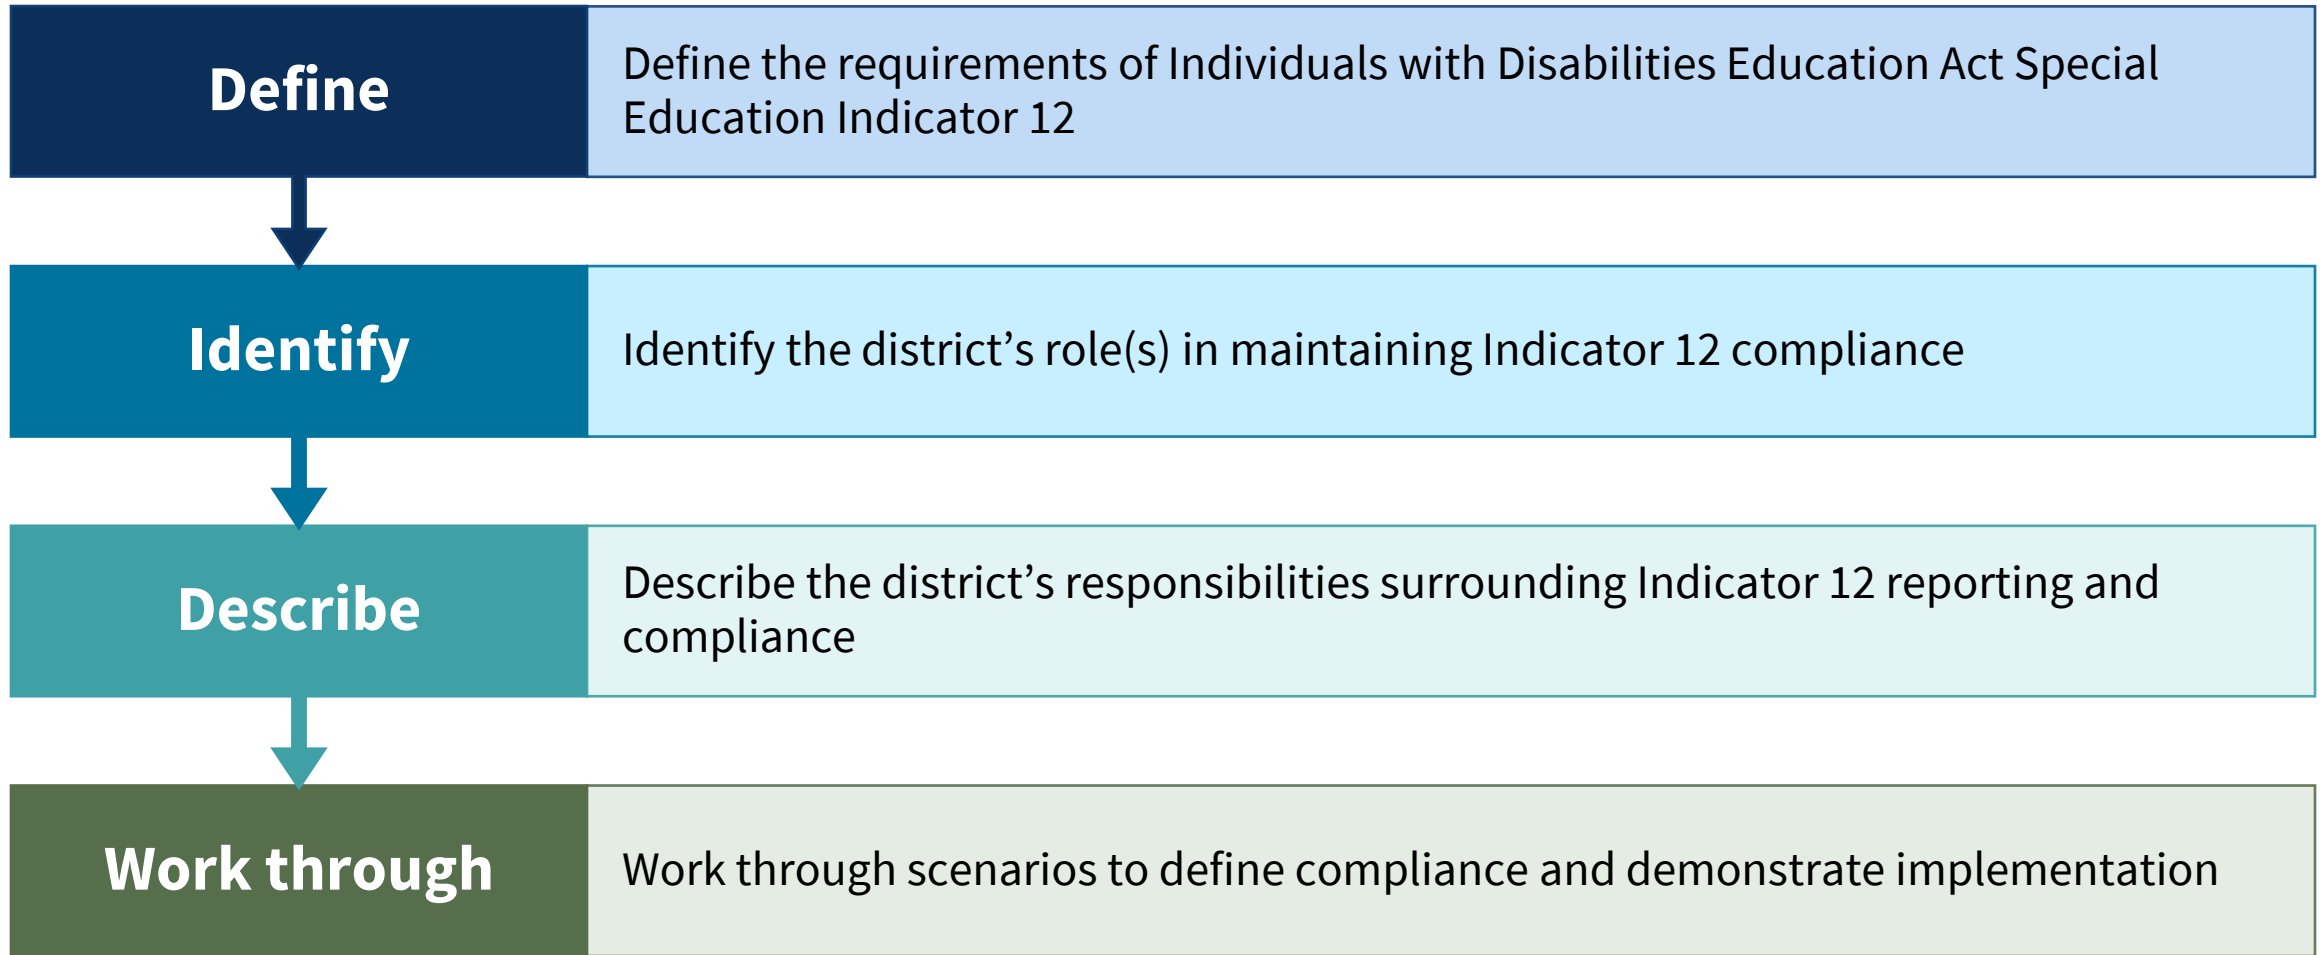 Define
Define the requirements of Individuals with Disabilities Education Act Special
Education Indicator 12
Identify
Identify the district’s role(s) in maintaining Indicator 12 compliance
Describe
Describe the district’s responsibilities surrounding Indicator 12 reporting and
compliance
Work through
Work through scenarios to define compliance and demonstrate implementation